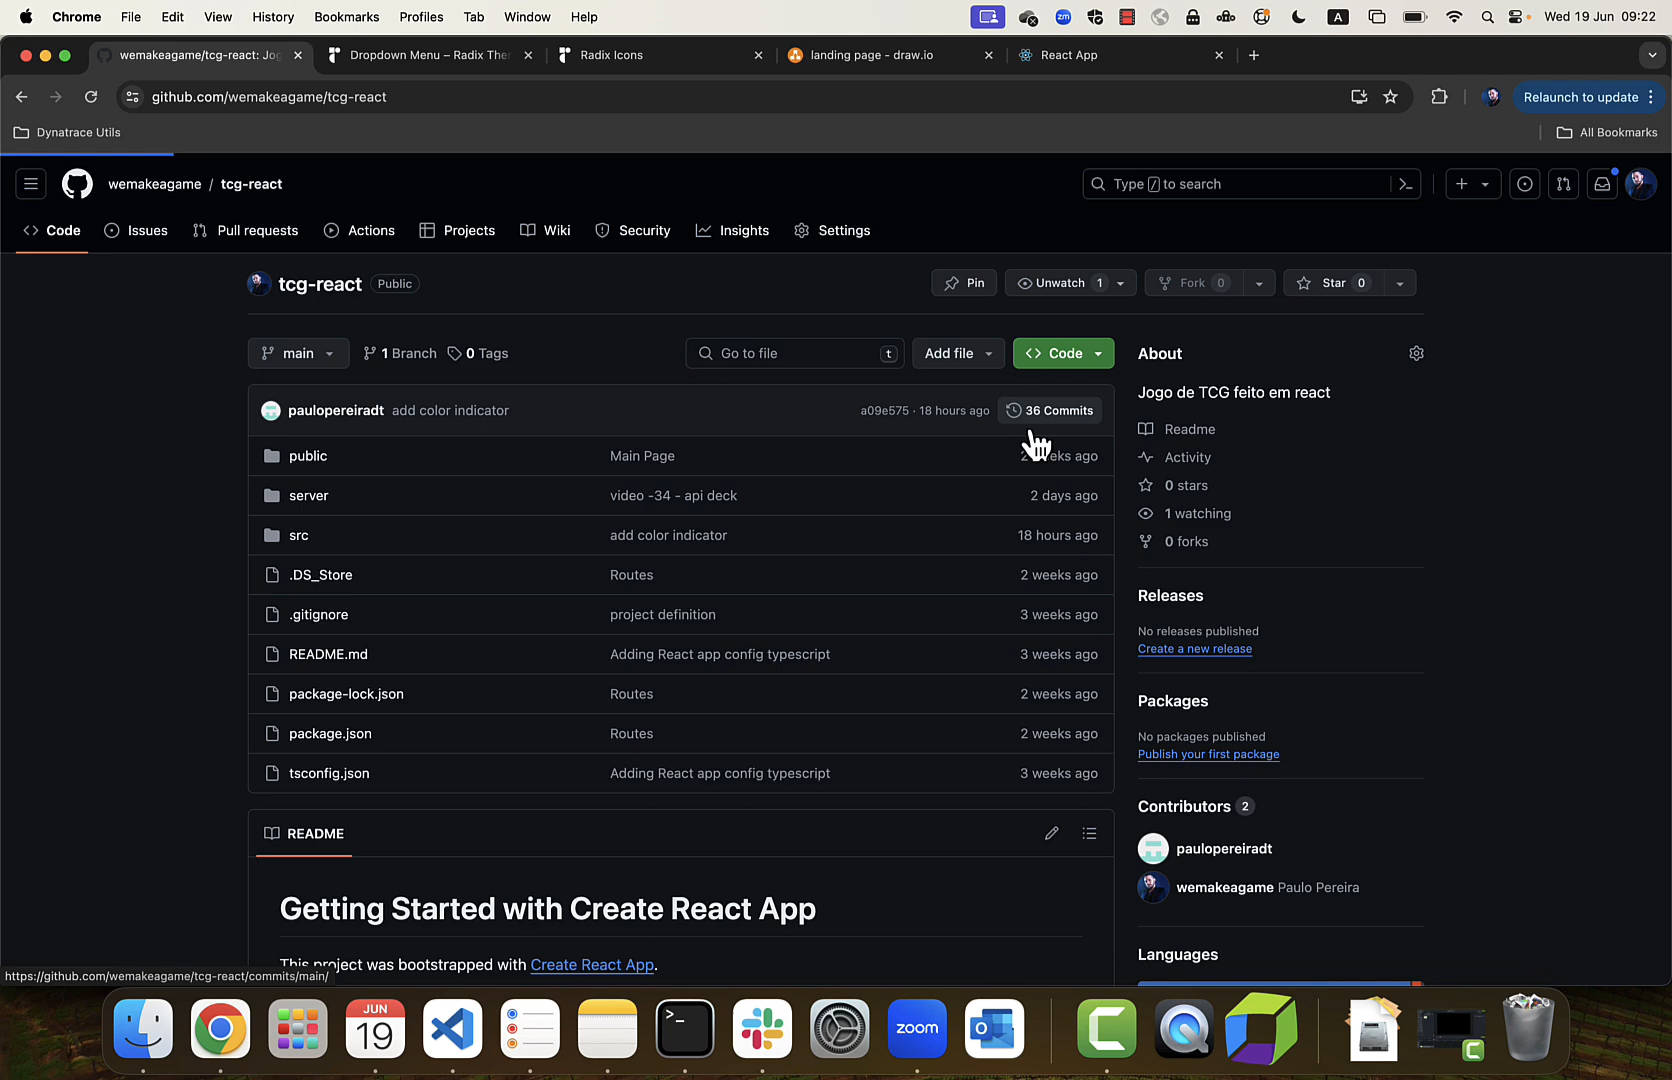 Chrome File Edit View History Bookmarks Profiles Tab Window Help
zm A Wed 19 Jun 09:22
wemakeagame/tcg-react: Jog
Dropdown Menu – Radix Ther
Radix Icons
landing page - draw.io
React App
github.com/wemakeagame/tcg-react
Relaunch to update
Dynatrace Utils
All Bookmarks
wemakeagame / tcg-react
Type / to search
Code Issues Pull requests Actions Projects Wiki Security Insights Settings
tcg-react Public
Pin Unwatch 1 Fork 0 Star 0
main 1 Branch 0 Tags
Go to file t Add file Code
paulopereiradt add color indicator a09e575 · 18 hours ago 36 Commits
public Main Page ago
server video -34 - api deck 2 days ago
src add color indicator 18 hours ago
.DS_Store Routes 2 weeks ago
.gitignore project definition 3 weeks ago
README.md Adding React app config typescript 3 weeks ago
package-lock.json Routes 2 weeks ago
package.json Routes 2 weeks ago
tsconfig.json Adding React app config typescript 3 weeks ago
README
Getting Started with Create React App
This project was bootstrapped with Create React App.
About
Jogo de TCG feito em react
Readme
Activity
0 stars
1 watching
0 forks
Releases
No releases published
Create a new release
Packages
No packages published
Publish your first package
Contributors 2
paulopereiradt
wemakeagame Paulo Pereira
Languages
https://github.com/wemakeagame/tcg-react/commits/main/
JUN
19
>_
zoom
O
C
C